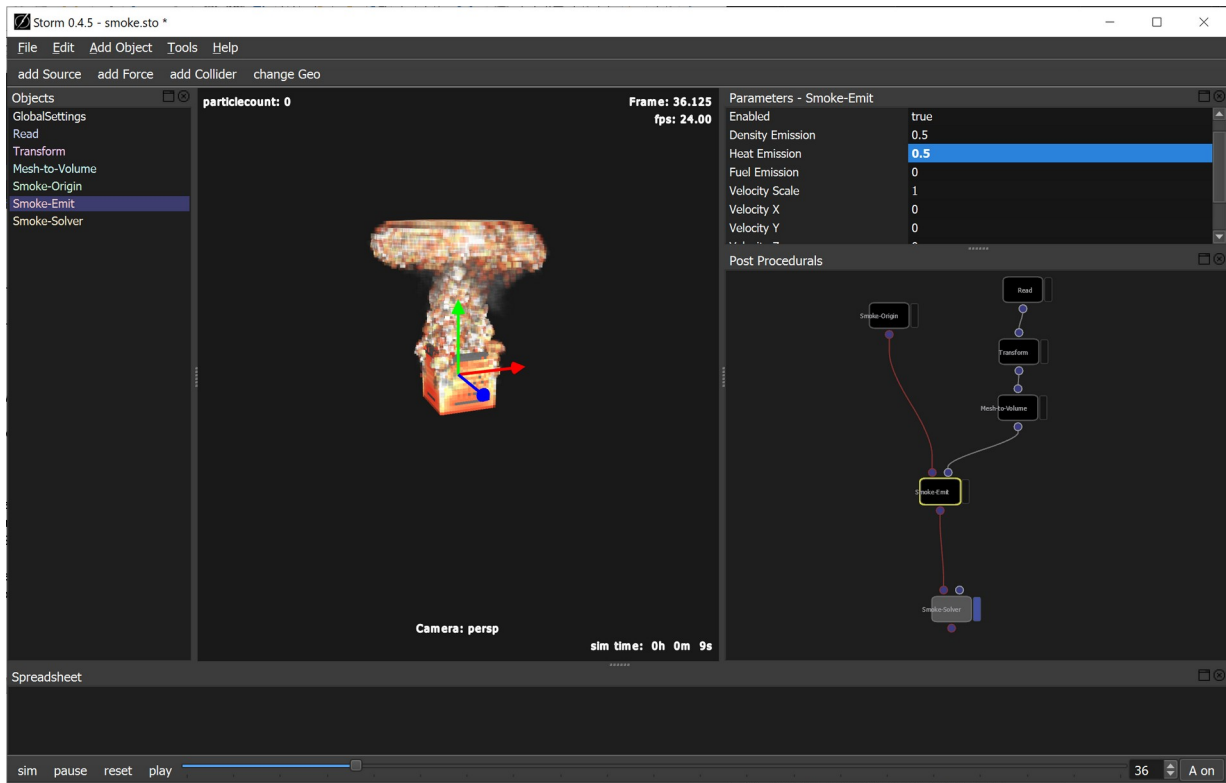 Storm 0.4.5 - smoke.sto *
File Edit Add Object Tools Help
add Source add Force add Collider change Geo
Objects
GlobalSettings
Read
Transform
Mesh-to-Volume
Smoke-Origin
Smoke-Emit
Smoke-Solver
particlecount: 0
Frame: 36.125
fps: 24.00
Camera: persp
sim time: 0h 0m 9s
Parameters - Smoke-Emit
Enabled true
Density Emission 0.5
Heat Emission 0.5
Fuel Emission 0
Velocity Scale 1
Velocity X 0
Velocity Y 0
Post Procedurals
Read
Smoke-Origin
Transform
Mesh-to-Volume
Smoke-Emit
Smoke-Solver
Spreadsheet
sim pause reset play 36 A on